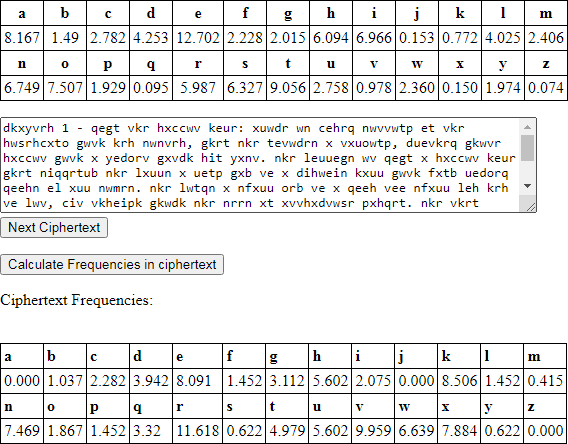 a b c d e f g h i j k l m
8.167 1.49 2.782 4.253 12.702 2.228 2.015 6.094 6.966 0.153 0.772 4.025 2.406
n o p q r s t u v w x y z
6.749 7.507 1.929 0.095 5.987 6.327 9.056 2.758 0.978 2.360 0.150 1.974 0.074
dkxyvrh 1 - qegt vkr hxccwv keur: xuwdr wn cehrq nwvvwtp et vkr
hwsrhcxto gwvk krh nwnvrh, gkrt nkr tevwdrn x vxuowtp, duevkrq gkwvr
hxccwv gwvk x yedorv gxvdk hit yxnv. nkr leuuegn wv qegt x hxccwv keur
gkrt niqqrtub nkr lxuun x uetp gxb ve x dihwein kxuu gwvk fxtb uedorq
qeehn el xuu nwmrn. nkr lwtqn x nfxuu orb ve x qeeh vee nfxuu leh krh
ve lwv, civ vkheipk gkwdk nkr nrrn xt xvvhxdvwsr pxhqrt. nkr vkrt
Next Ciphertext
Calculate Frequencies in ciphertext
Ciphertext Frequencies:
a b c d e f g h i j k l m
0.000 1.037 2.282 3.942 8.091 1.452 3.112 5.602 2.075 0.000 8.506 1.452 0.415
n o p q r s t u v w x y z
7.469 1.867 1.452 3.32 11.618 0.622 4.979 5.602 9.959 6.639 7.884 0.622 0.000